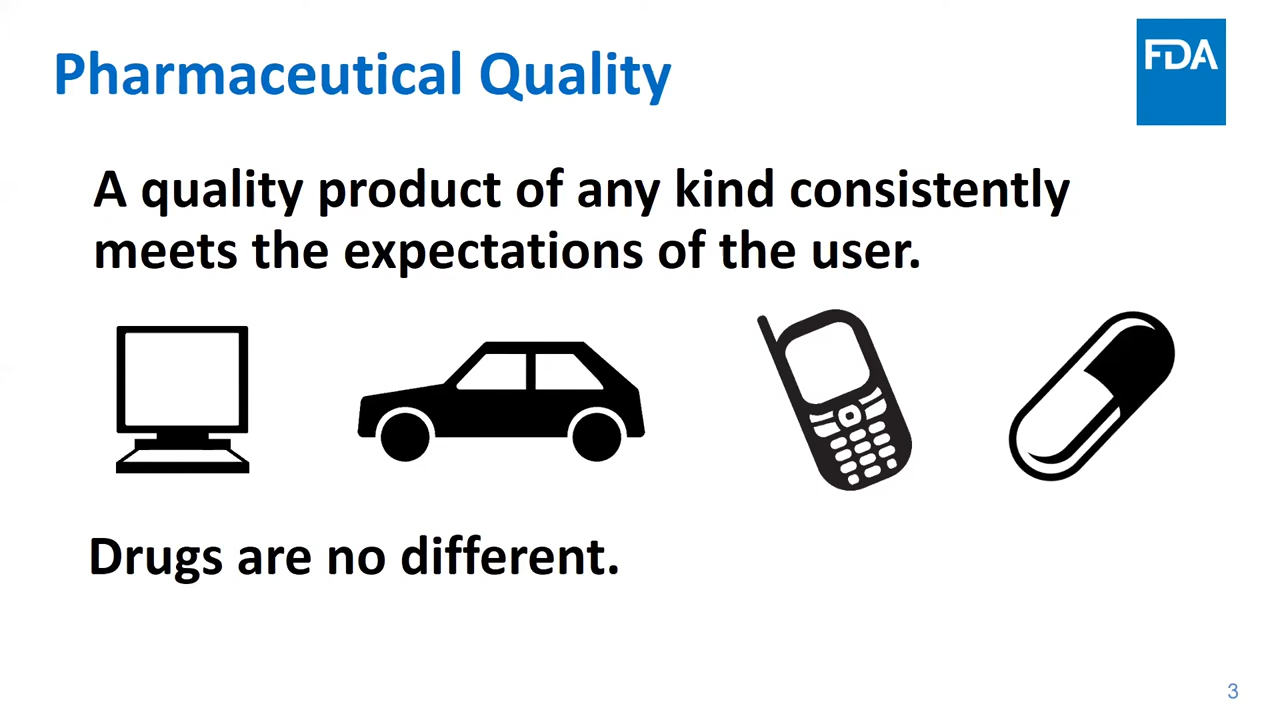 Pharmaceutical Quality
FDA
A quality product of any kind consistently
meets the expectations of the user.
Drugs are no different.
3